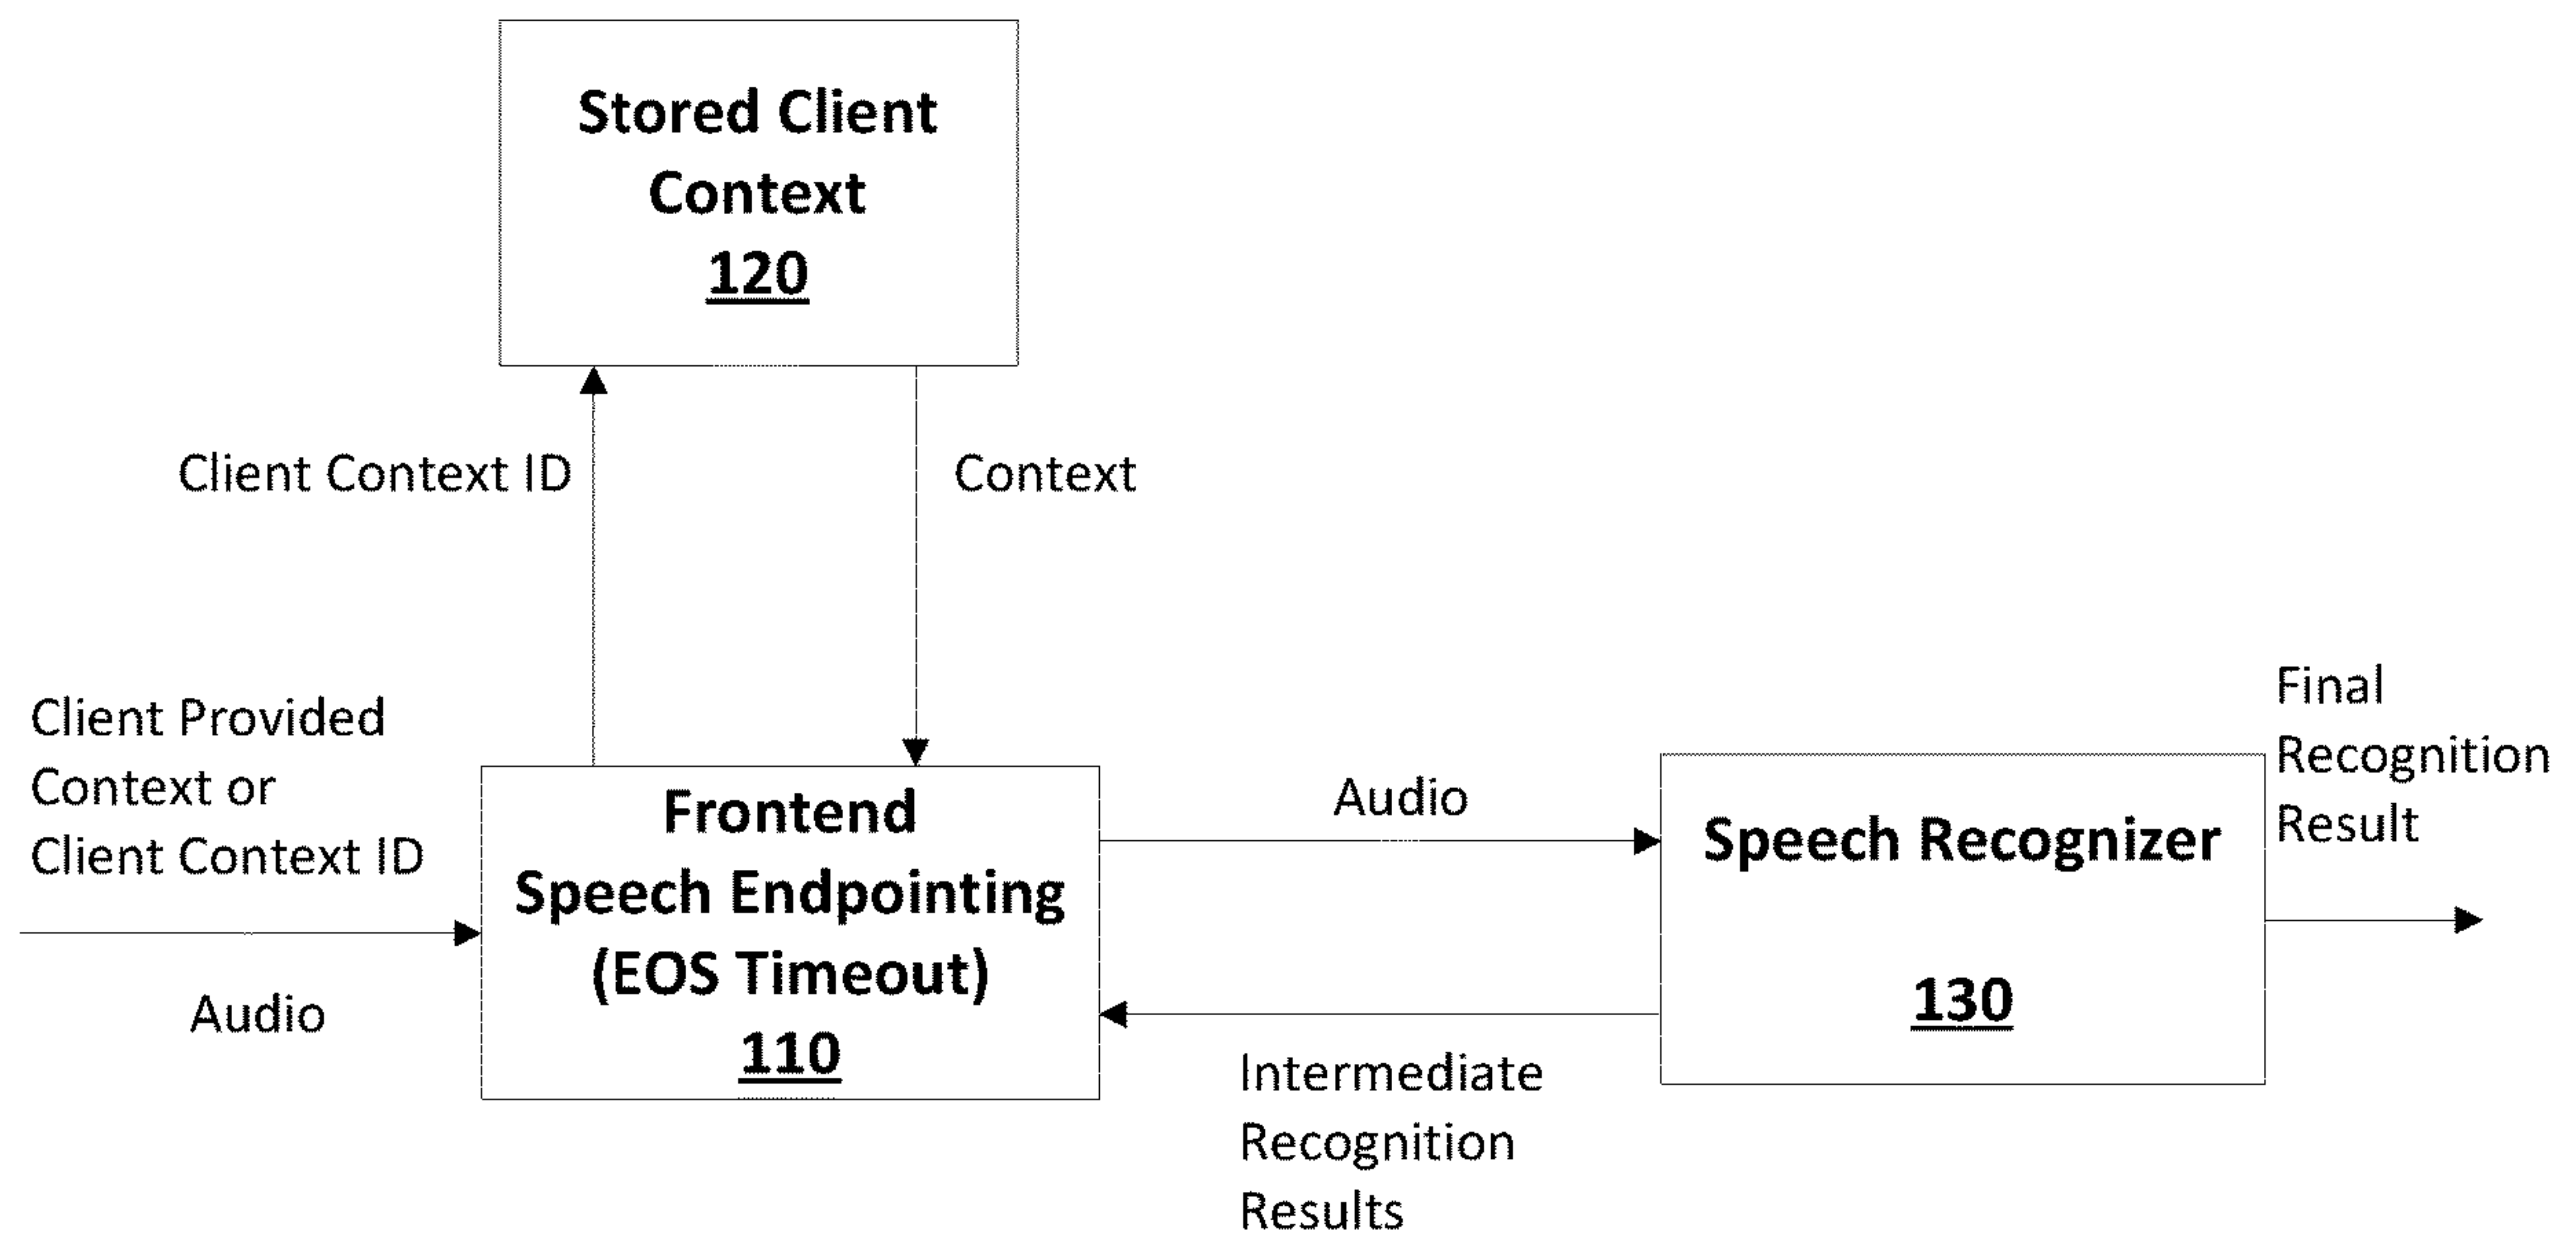 Stored Client
Context
120
Client Context ID
Context
Client Provided
Context or
Client Context ID
Audio
Frontend
Speech Endpointing
(EOS Timeout)
110
Audio
Intermediate
Recognition
Results
Speech Recognizer
130
Final
Recognition
Result